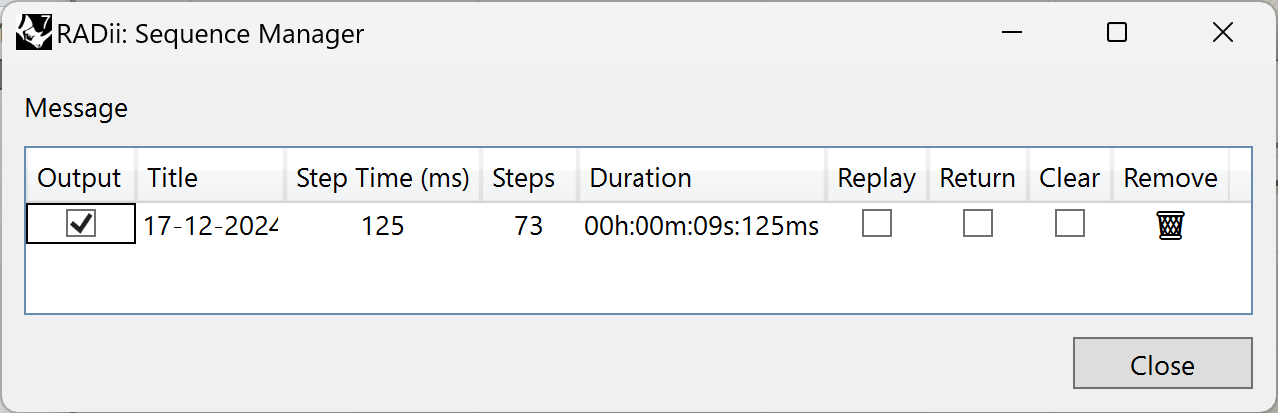 7
RADii: Sequence Manager
Message
Output Title Step Time (ms) Steps Duration Replay Return Clear Remove
17-12-2024 125 73 00h:00m:09s:125ms
Close